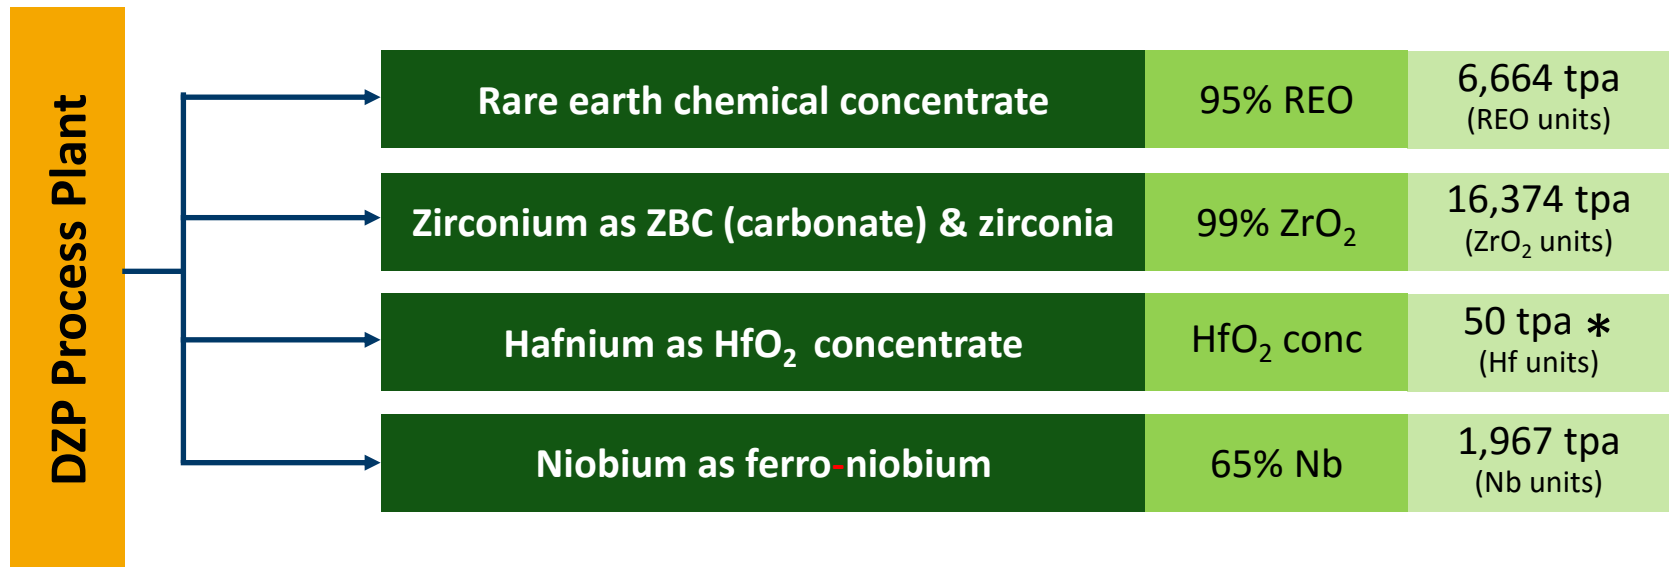 DZP Process Plant
Rare earth chemical concentrate
95% REO
6,664 tpa
(REO units)
Zirconium as ZBC (carbonate) & zirconia
99% ZrO₂
16,374 tpa
(ZrO₂ units)
Hafnium as HfO₂ concentrate
HfO₂ conc
50 tpa *
(Hf units)
Niobium as ferro-niobium
65% Nb
1,967 tpa
(Nb units)